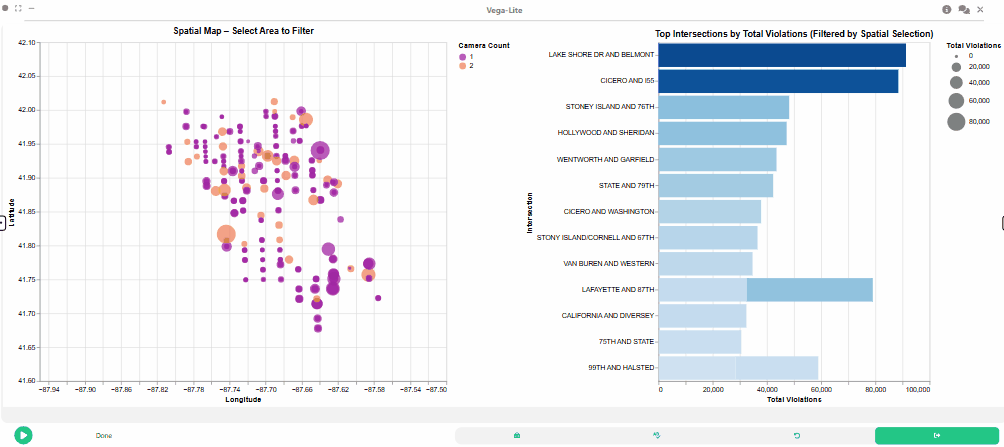 Vega-Lite
Spatial Map – Select Area to Filter
42.10
42.05
42.00
41.95
41.90
41.85
41.80
41.75
41.70
41.65
41.60
Latitude
−87.94
−87.90
−87.86
−87.82
−87.78
−87.74
−87.70
−87.66
−87.62
−87.58
−87.54
−87.50
Longitude
Camera Count
1
2
Top Intersections by Total Violations (Filtered by Spatial Selection)
Intersection
LAKE SHORE DR AND BELMONT
CICERO AND I55
STONEY ISLAND AND 76TH
HOLLYWOOD AND SHERIDAN
WENTWORTH AND GARFIELD
STATE AND 79TH
CICERO AND WASHINGTON
STONY ISLAND/CORNELL AND 67TH
VAN BUREN AND WESTERN
LAFAYETTE AND 87TH
CALIFORNIA AND DIVERSEY
75TH AND STATE
99TH AND HALSTED
0
20,000
40,000
60,000
80,000
100,000
Total Violations
Total Violations
0
20,000
40,000
60,000
80,000
Done